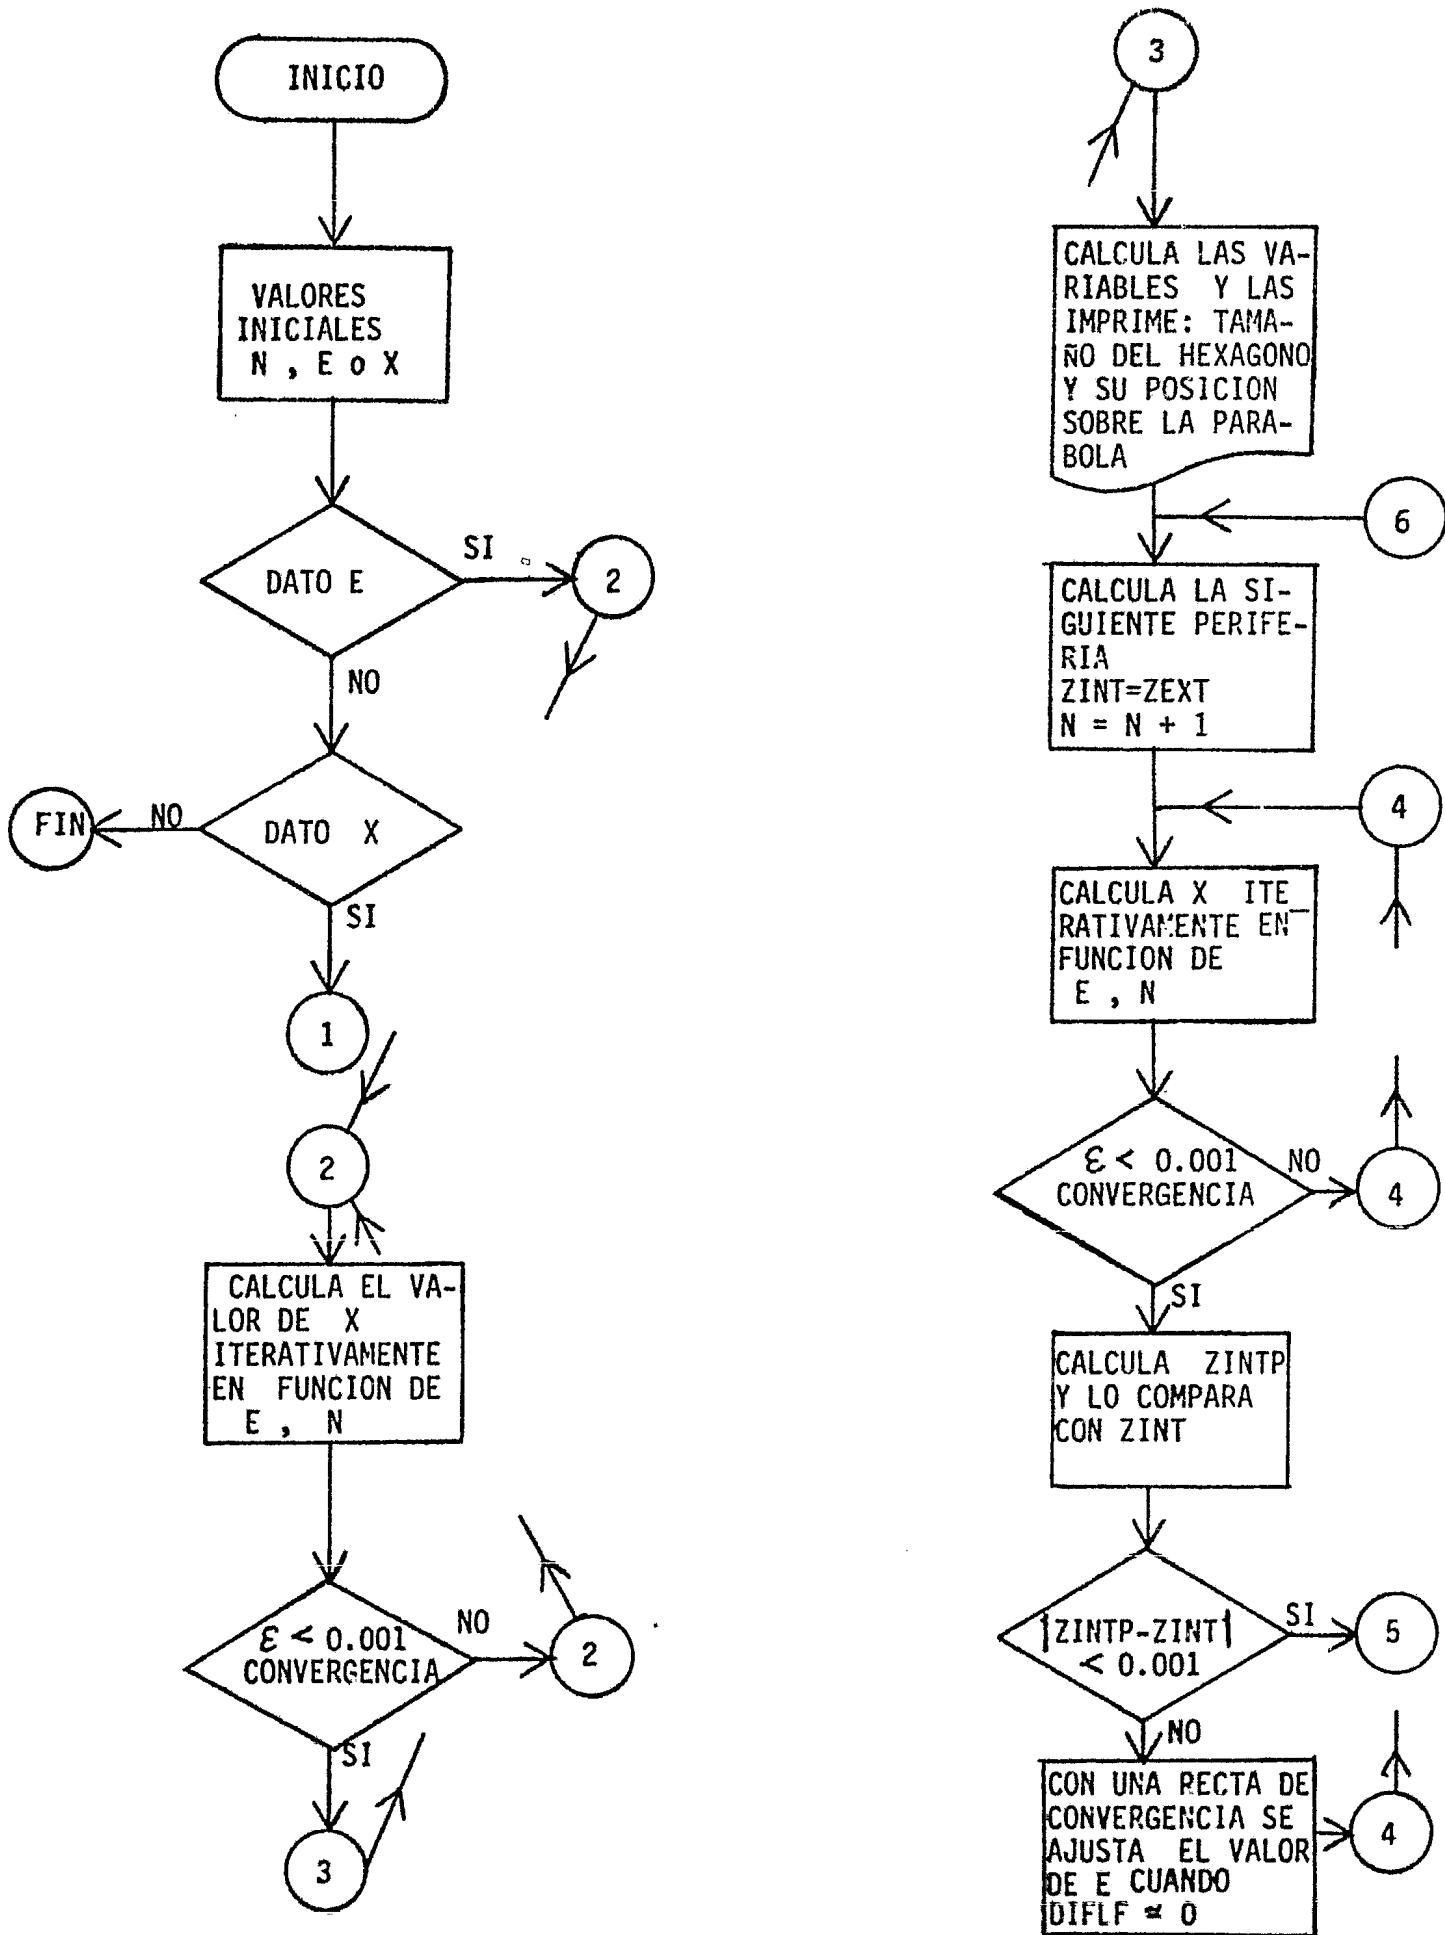 INICIO
VALORES
INICIALES
N , E o X
DATO E
SI
2
NO
DATO X
NO
FIN
SI
1
2
CALCULA EL VA-
LOR DE X
ITERATIVAMENTE
EN FUNCION DE
E , N
ε < 0.001
CONVERGENCIA
NO
2
SI
3
3
CALCULA LAS VA-
RIABLES Y LAS
IMPRIME: TAMA-
ÑO DEL HEXAGONO
Y SU POSICION
SOBRE LA PARA-
BOLA
6
CALCULA LA SI-
GUIENTE PERIFE-
RIA
ZINT=ZEXT
N = N + 1
4
CALCULA X ITE_
RATIVAMENTE EN
FUNCION DE
E , N
ε < 0.001
CONVERGENCIA
NO
4
SI
CALCULA ZINTP
Y LO COMPARA
CON ZINT
|ZINTP-ZINT|
< 0.001
SI
5
NO
CON UNA RECTA DE
CONVERGENCIA SE
AJUSTA EL VALOR
DE E CUANDO
DIFLF ≃ 0
4